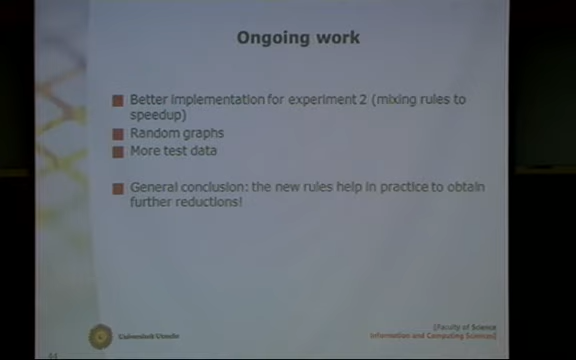 Ongoing work
Better implementation for experiment 2 (mixing rules to
speedup)
Random graphs
More test data
General conclusion: the new rules help in practice to obtain
further reductions!
Universiteit Utrecht
[Faculty of Science
Information and Computing Sciences]
44